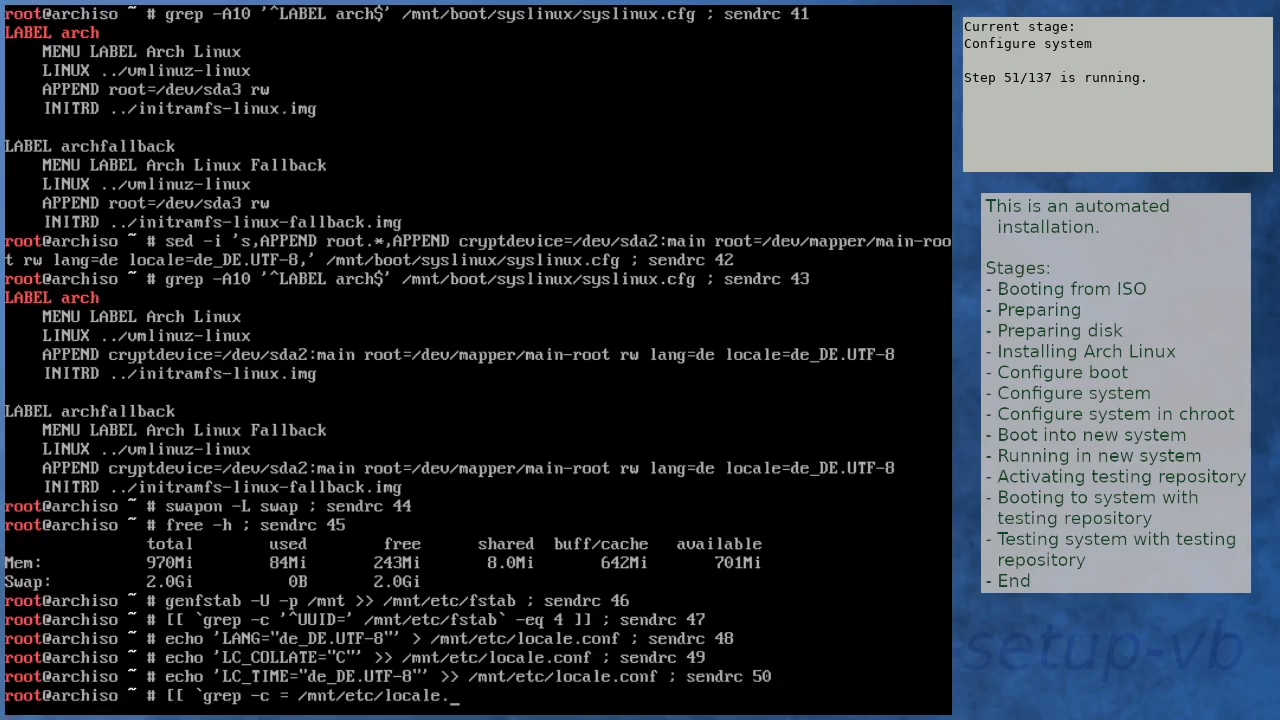 root@archiso ~ # grep -A10 '^LABEL arch$' /mnt/boot/syslinux/syslinux.cfg ; sendrc 41
LABEL arch
    MENU LABEL Arch Linux
    LINUX ../vmlinuz-linux
    APPEND root=/dev/sda3 rw
    INITRD ../initramfs-linux.img

LABEL archfallback
    MENU LABEL Arch Linux Fallback
    LINUX ../vmlinuz-linux
    APPEND root=/dev/sda3 rw
    INITRD ../initramfs-linux-fallback.img
root@archiso ~ # sed -i 's,APPEND root.*,APPEND cryptdevice=/dev/sda2:main root=/dev/mapper/main-roo
t rw lang=de locale=de_DE.UTF-8,' /mnt/boot/syslinux/syslinux.cfg ; sendrc 42
root@archiso ~ # grep -A10 '^LABEL arch$' /mnt/boot/syslinux/syslinux.cfg ; sendrc 43
LABEL arch
    MENU LABEL Arch Linux
    LINUX ../vmlinuz-linux
    APPEND cryptdevice=/dev/sda2:main root=/dev/mapper/main-root rw lang=de locale=de_DE.UTF-8
    INITRD ../initramfs-linux.img

LABEL archfallback
    MENU LABEL Arch Linux Fallback
    LINUX ../vmlinuz-linux
    APPEND cryptdevice=/dev/sda2:main root=/dev/mapper/main-root rw lang=de locale=de_DE.UTF-8
    INITRD ../initramfs-linux-fallback.img
root@archiso ~ # swapon -L swap ; sendrc 44
root@archiso ~ # free -h ; sendrc 45
               total        used        free      shared  buff/cache   available
Mem:           970Mi        84Mi       243Mi       8.0Mi       642Mi       701Mi
Swap:          2.0Gi          0B       2.0Gi
root@archiso ~ # genfstab -U -p /mnt >> /mnt/etc/fstab ; sendrc 46
root@archiso ~ # [[ `grep -c '^UUID=' /mnt/etc/fstab` -eq 4 ]] ; sendrc 47
root@archiso ~ # echo 'LANG="de_DE.UTF-8"' > /mnt/etc/locale.conf ; sendrc 48
root@archiso ~ # echo 'LC_COLLATE="C"' >> /mnt/etc/locale.conf ; sendrc 49
root@archiso ~ # echo 'LC_TIME="de_DE.UTF-8"' >> /mnt/etc/locale.conf ; sendrc 50
root@archiso ~ # [[ `grep -c = /mnt/etc/locale._
Current stage:
Configure system

Step 51/137 is running.
This is an automated
installation.

Stages:
- Booting from ISO
- Preparing
- Preparing disk
- Installing Arch Linux
- Configure boot
- Configure system
- Configure system in chroot
- Boot into new system
- Running in new system
- Activating testing repository
- Booting to system with
testing repository
- Testing system with testing
repository
- End
-setup-vb